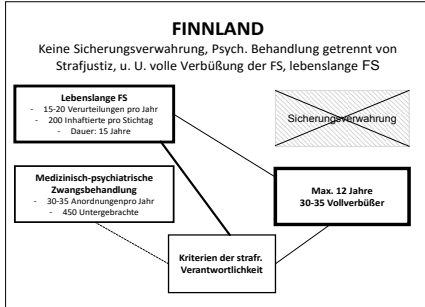 FINNLAND
Keine Sicherungsverwahrung, Psych. Behandlung getrennt von
Strafjustiz, u. U. volle Verbüßung der FS, lebenslange FS
Lebenslange FS
- 15-20 Verurteilungen pro Jahr
- 200 Inhaftierte pro Stichtag
- Dauer: 15 Jahre
Sicherungsverwahrung
Medizinisch-psychiatrische
Zwangsbehandlung
- 30-35 Anordnungenpro Jahr
- 450 Untergebrachte
Max. 12 Jahre
30-35 Vollverbüßer
Kriterien der strafr.
Verantwortlichkeit